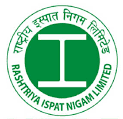 राष्ट्रीय इस्पात निगम लिमिटेड
RASHTRIYA ISPAT NIGAM LIMITED